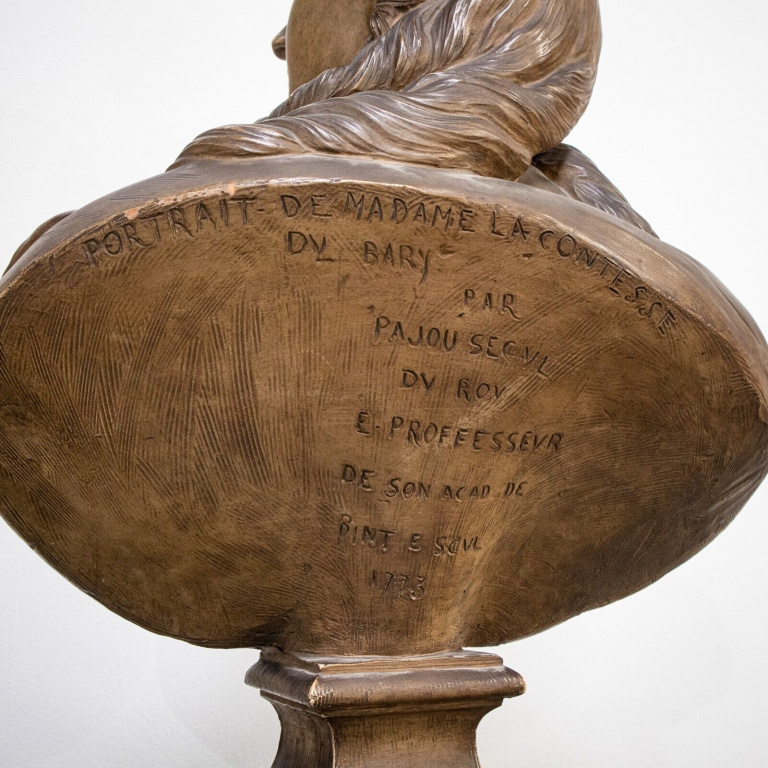 PORTRAIT - DE MADAME LA CONTESSE
DV BARY
PAR
PAJOU SECVL
DV ROY
E. PROFFESSEVR
DE SON ACAD DE
PINT E SCVL
1773